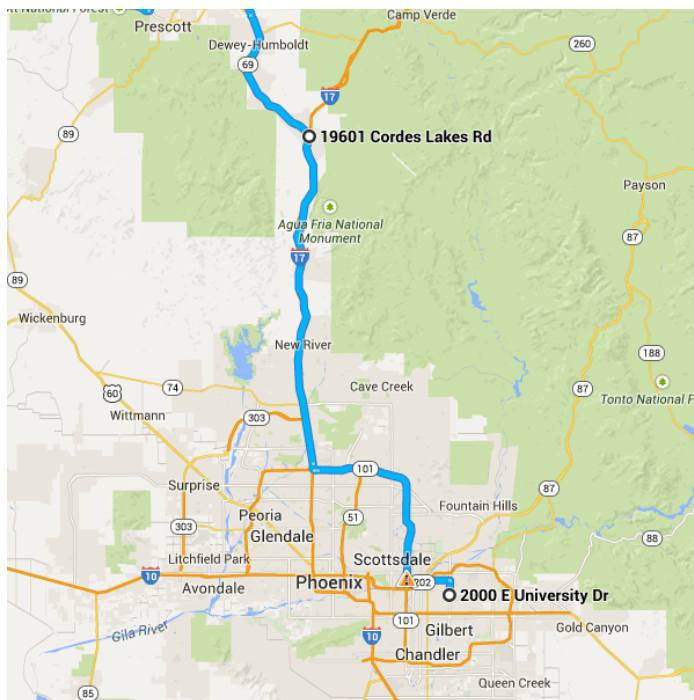 Camp Verde
tt National Forest
Prescott
Dewey-Humboldt
260
69
17
89
19601 Cordes Lakes Rd
Payson
Agua Fria National
Monument
87
17
89
Wickenburg
New River
188
74
Cave Creek
87
60
Tonto National F
Wittmann
303
101
87
Surprise
Fountain Hills
Peoria
51
303
Glendale
88
Litchfield Park
Scottsdale
10
Phoenix
202
Avondale
2000 E University Dr
101
Gila River
10
Gilbert
Gold Canyon
Chandler
85
Queen Creek